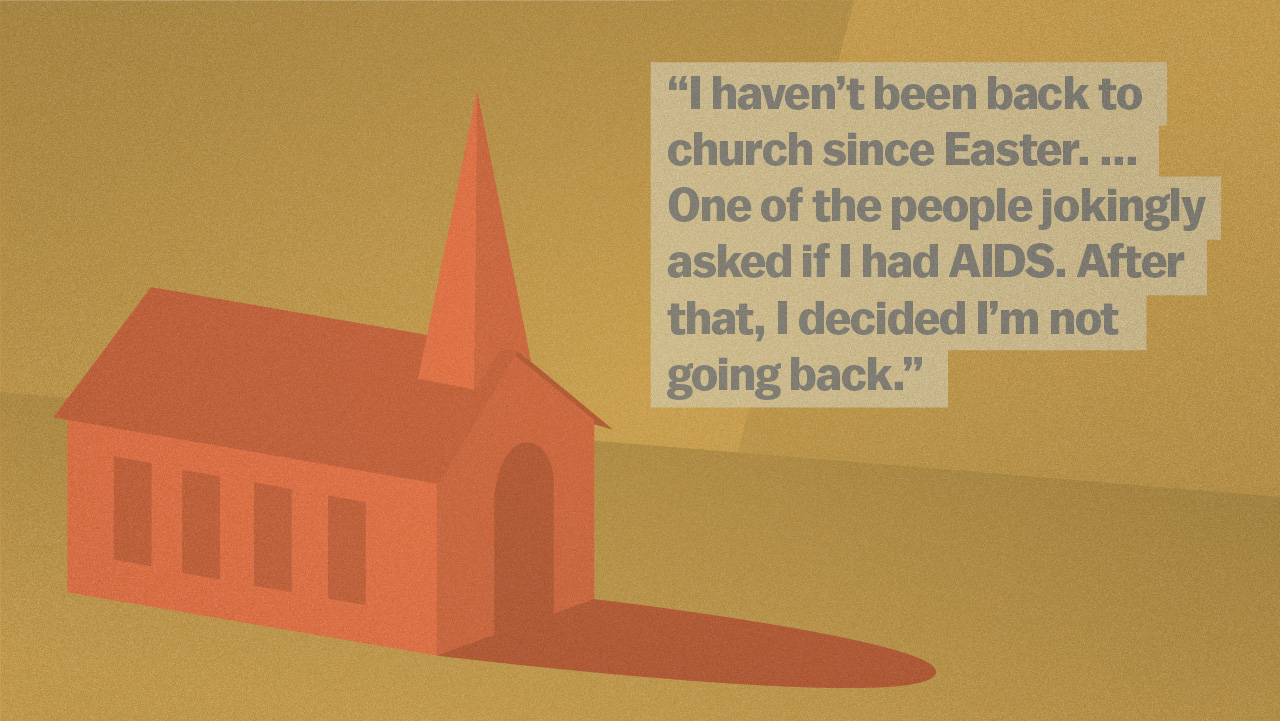 “I haven’t been back to
church since Easter. ...
One of the people jokingly
asked if I had AIDS. After
that, I decided I’m not
going back.”